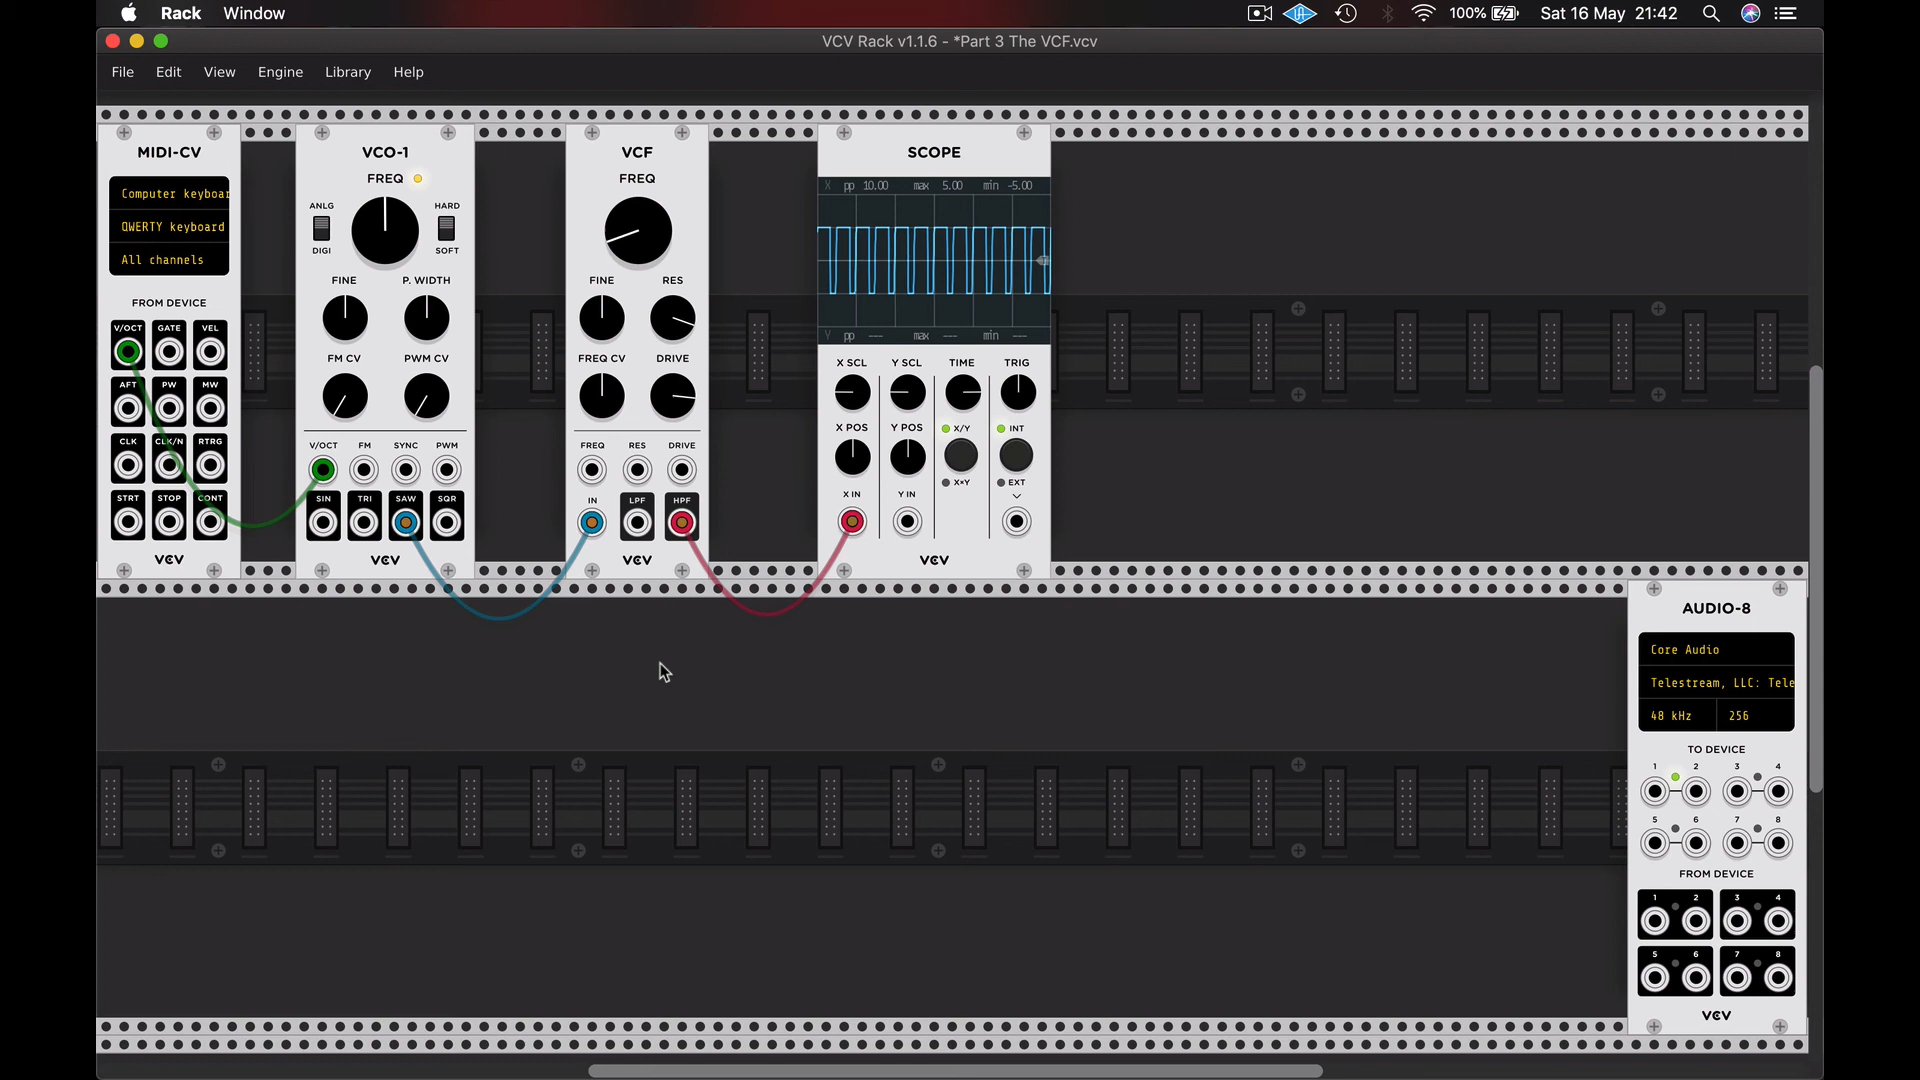 Rack Window 100% Sat 16 May 21:42
VCV Rack v1.1.6 - *Part 3 The VCF.vcv
File Edit View Engine Library Help
MIDI-CV
Computer keyboar
QWERTY keyboard
All channels
FROM DEVICE
V/OCT GATE VEL
AFT PW MW
CLK CLK/N RTRG
STRT STOP CONT
VCV
VCO-1
FREQ
ANLG HARD
DIGI SOFT
FINE P. WIDTH
FM CV PWM CV
V/OCT FM SYNC PWM
SIN TRI SAW SQR
VCV
VCF
FREQ
FINE RES
FREQ CV DRIVE
FREQ RES DRIVE
IN LPF HPF
VCV
SCOPE
X pp 10.00 max 5.00 min -5.00
T
Y pp --- max --- min ---
X SCL Y SCL TIME TRIG
X POS Y POS X/Y INT
X×Y EXT
X IN Y IN
VCV
AUDIO-8
Core Audio
Telestream, LLC: Tele
48 kHz 256
TO DEVICE
1 2 3 4
5 6 7 8
FROM DEVICE
1 2 3 4
5 6 7 8
VCV